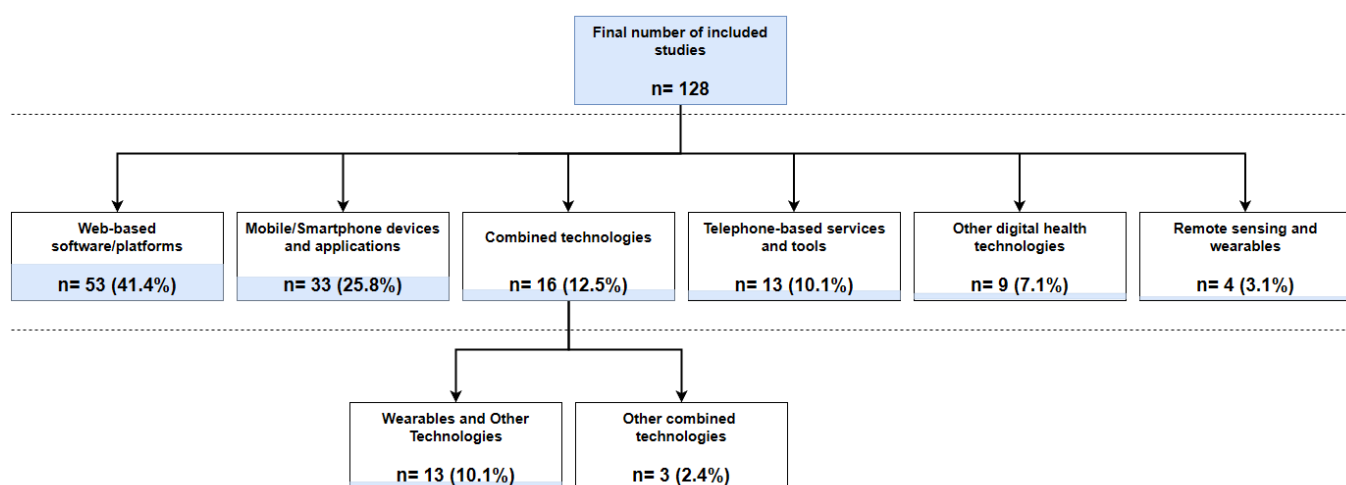 Final number of included
studies
n= 128
Web-based
software/platforms
n= 53 (41.4%)
Mobile/Smartphone devices
and applications
n= 33 (25.8%)
Combined technologies
n= 16 (12.5%)
Telephone-based services
and tools
n= 13 (10.1%)
Other digital health
technologies
n= 9 (7.1%)
Remote sensing and
wearables
n= 4 (3.1%)
Wearables and Other
Technologies
n= 13 (10.1%)
Other combined
technologies
n= 3 (2.4%)